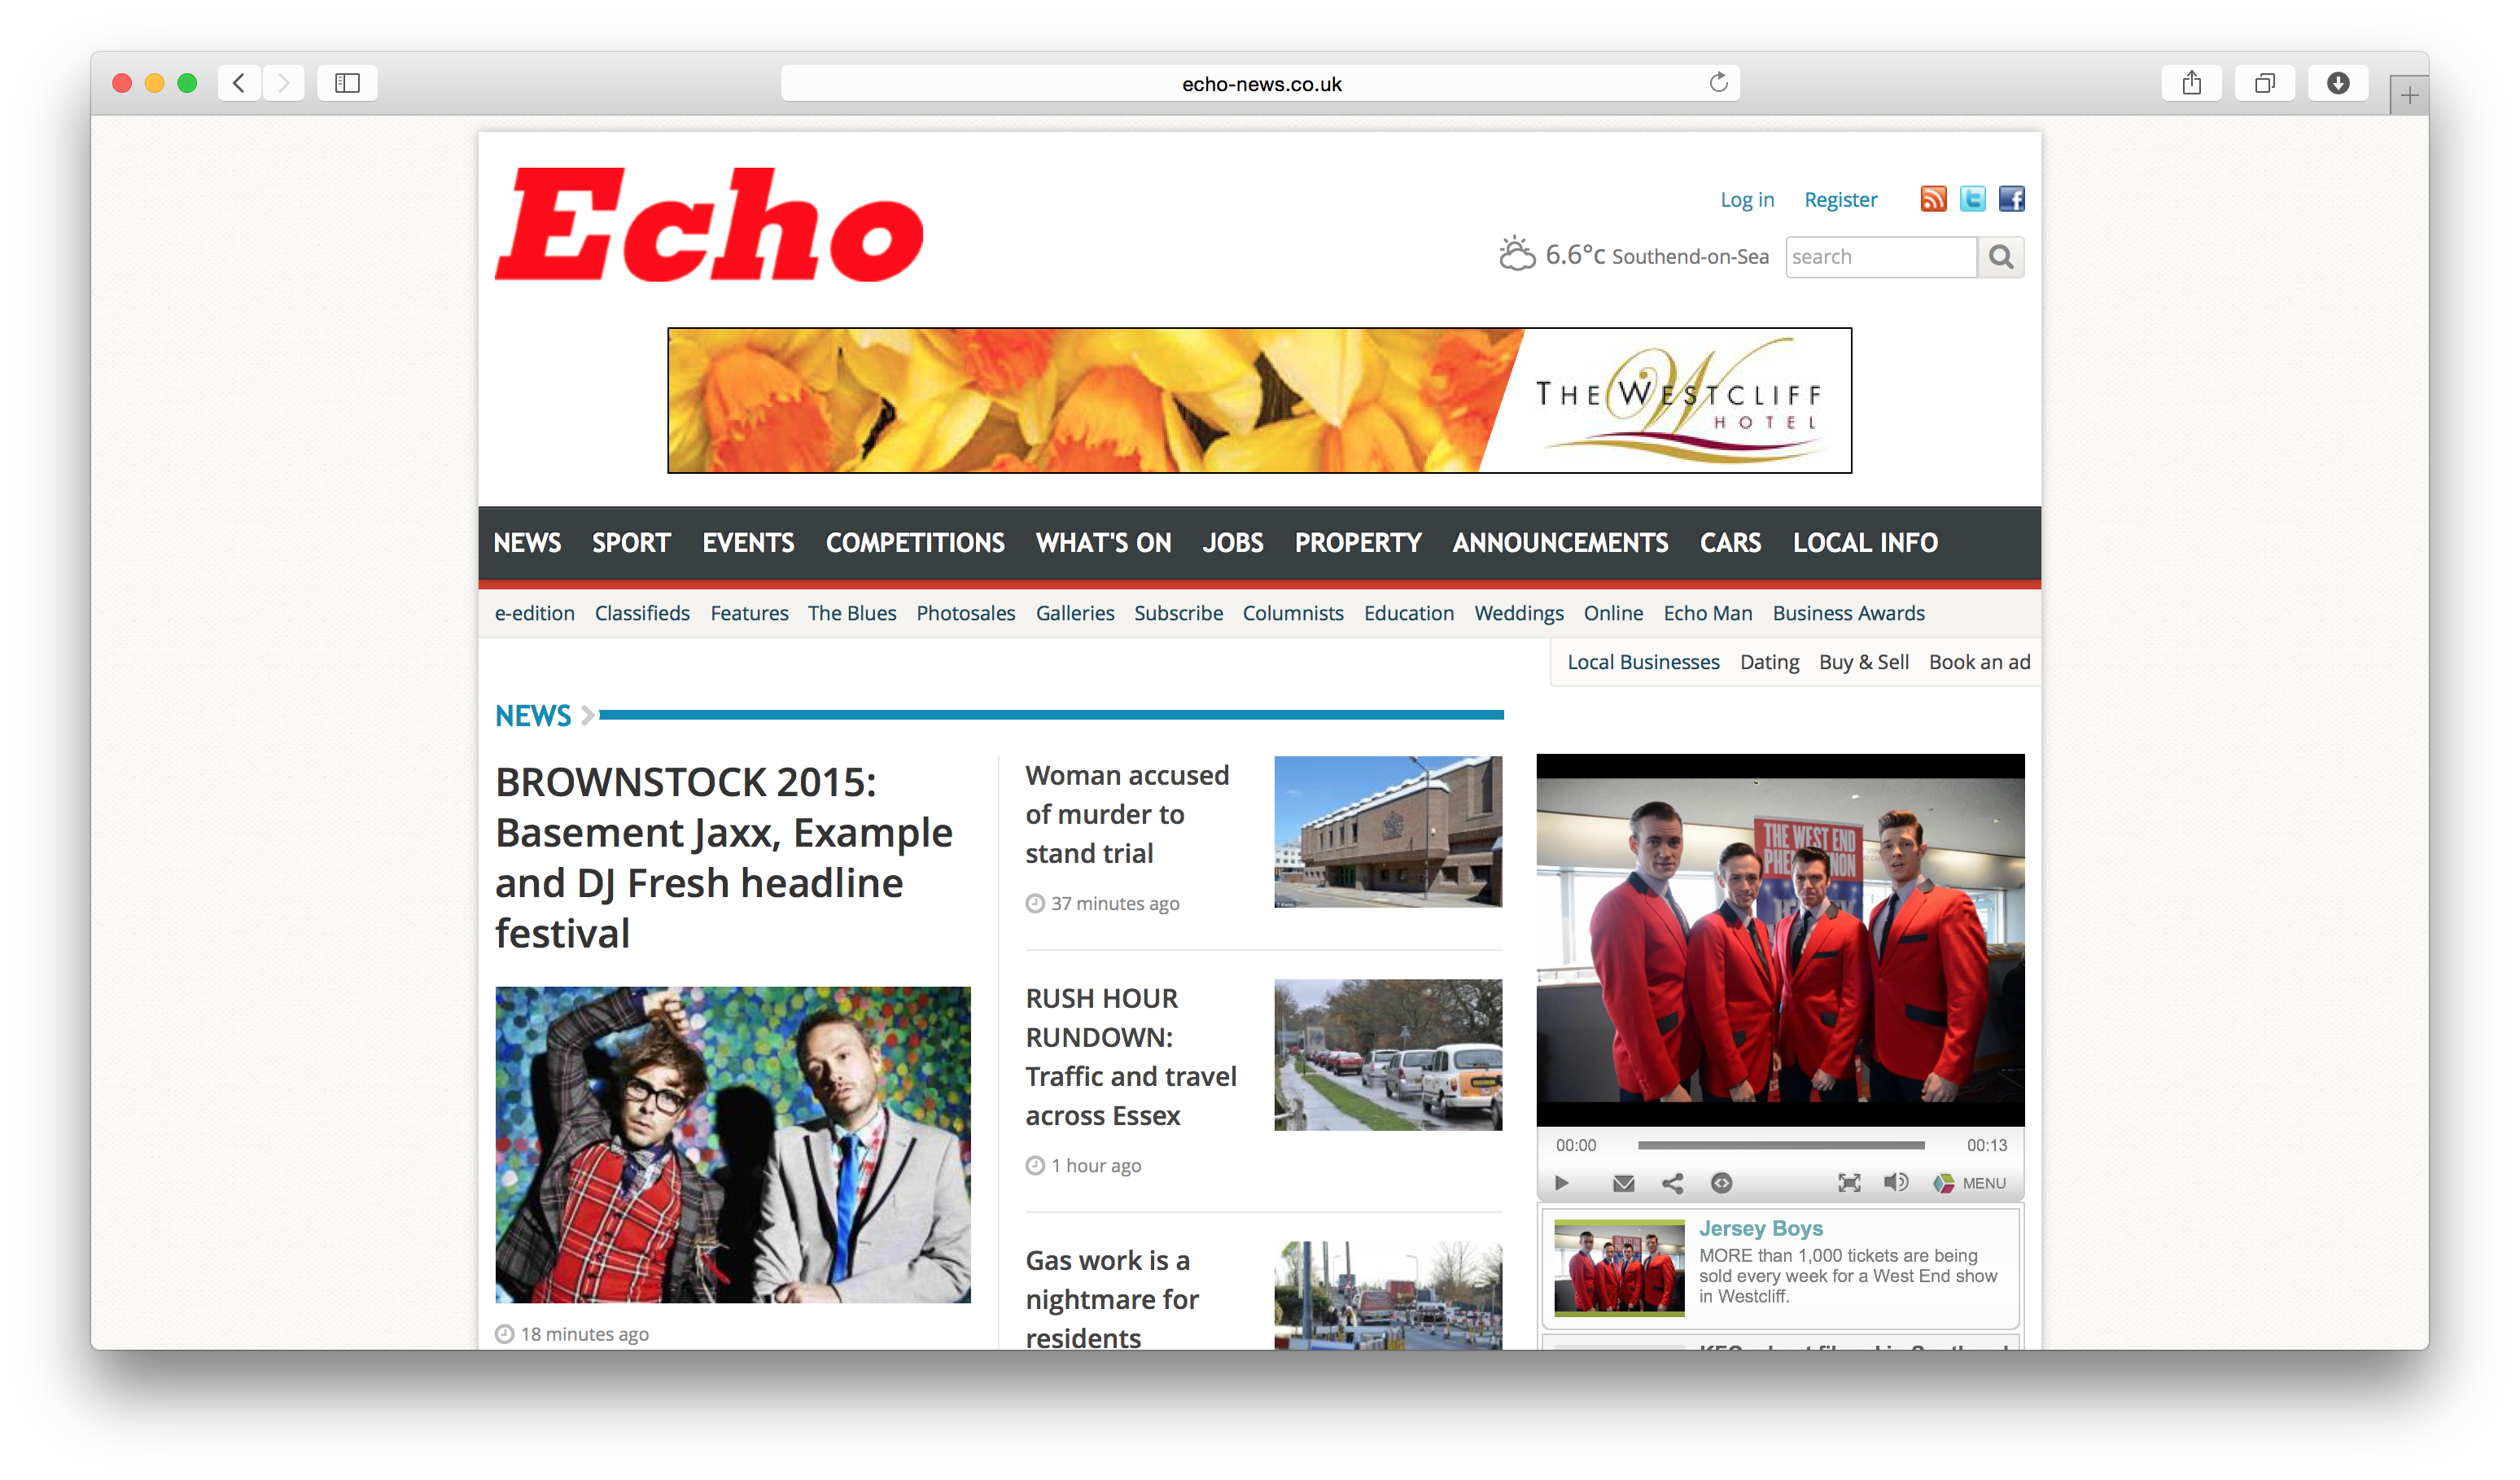 echo-news.co.uk
Echo
Log in Register
6.6°C Southend-on-Sea search
THE WESTCLIFF
HOTEL
NEWS SPORT EVENTS COMPETITIONS WHAT'S ON JOBS PROPERTY ANNOUNCEMENTS CARS LOCAL INFO
e-edition Classifieds Features The Blues Photosales Galleries Subscribe Columnists Education Weddings Online Echo Man Business Awards
Local Businesses Dating Buy & Sell Book an ad
NEWS
BROWNSTOCK 2015:
Basement Jaxx, Example
and DJ Fresh headline
festival
18 minutes ago
Woman accused
of murder to
stand trial
37 minutes ago
RUSH HOUR
RUNDOWN:
Traffic and travel
across Essex
1 hour ago
Gas work is a
nightmare for
residents
THE WEST END
00:00 00:13
MENU
Jersey Boys
MORE than 1,000 tickets are being
sold every week for a West End show
in Westcliff.